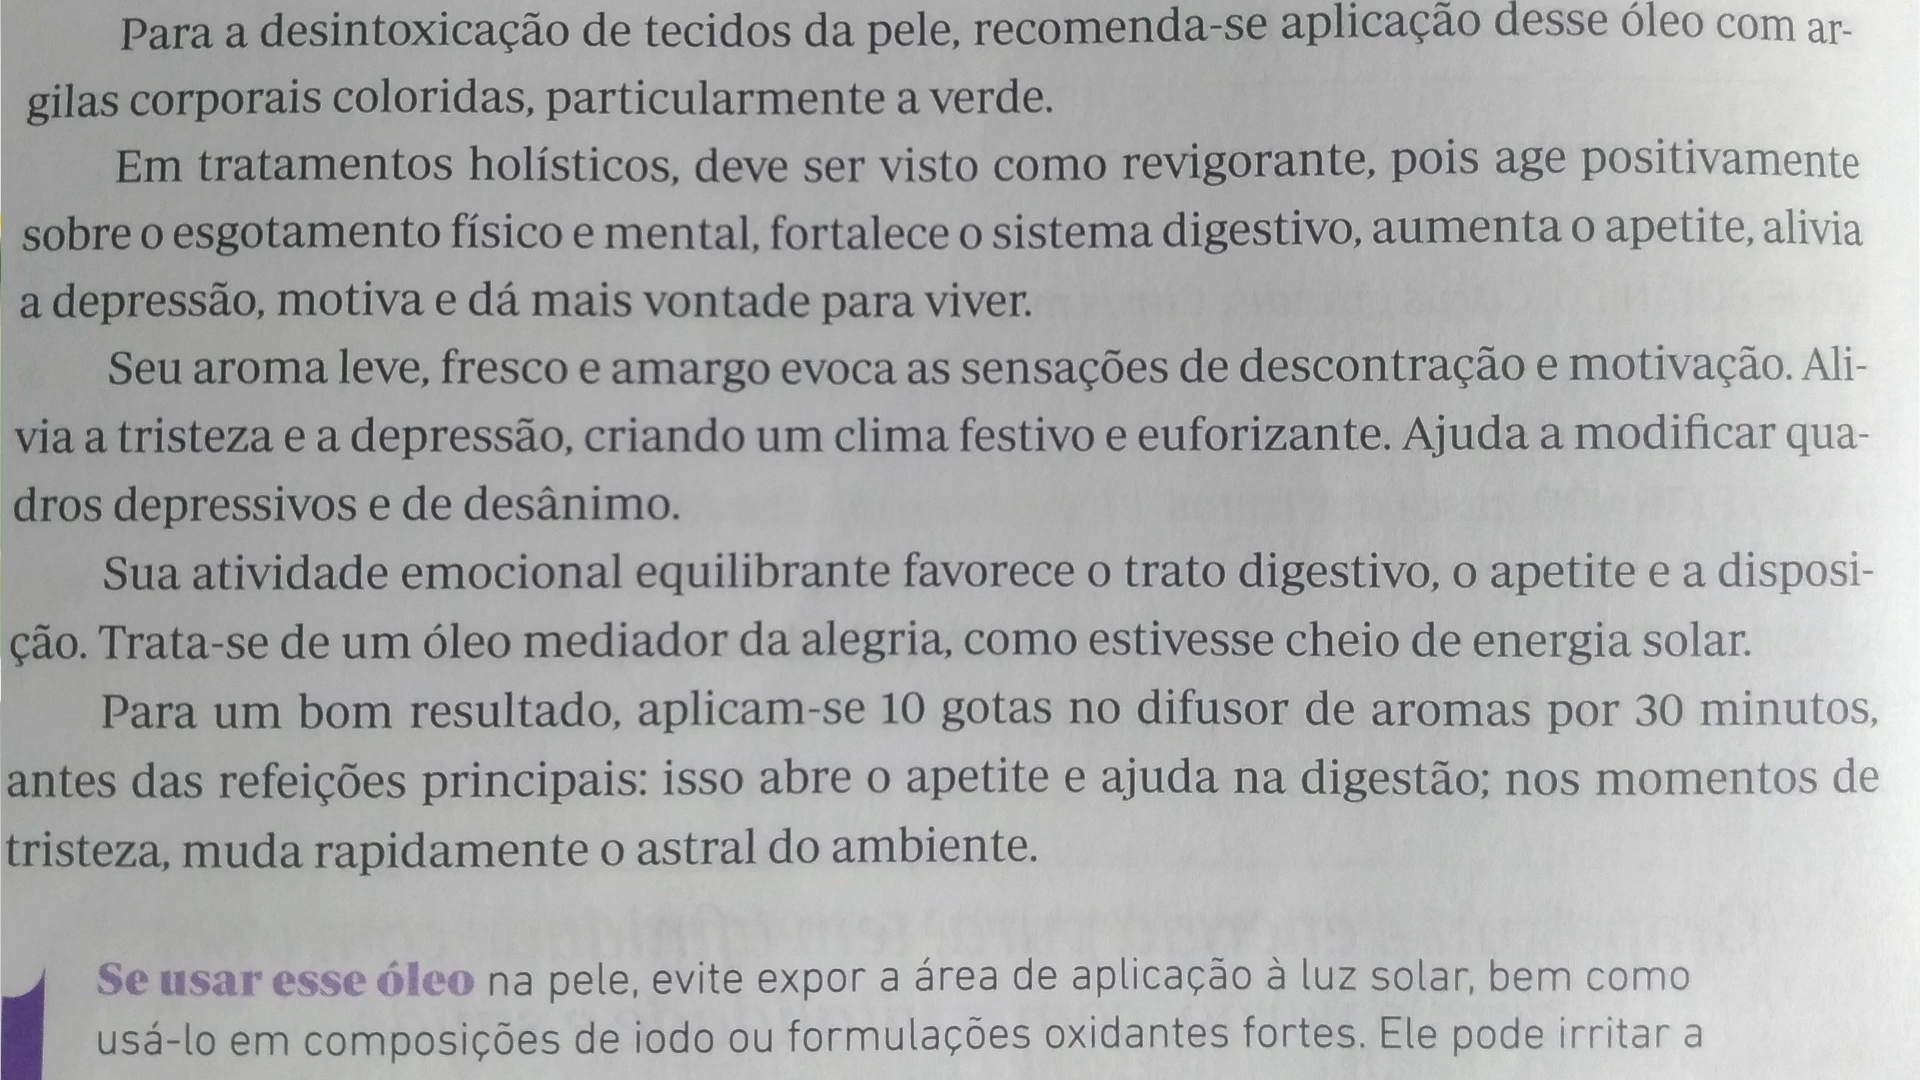 Para a desintoxicação de tecidos da pele, recomenda-se aplicação desse óleo com ar-
gilas corporais coloridas, particularmente a verde.
Em tratamentos holísticos, deve ser visto como revigorante, pois age positivamente
sobre o esgotamento físico e mental, fortalece o sistema digestivo, aumenta o apetite, alivia
a depressão, motiva e dá mais vontade para viver.
Seu aroma leve, fresco e amargo evoca as sensações de descontração e motivação. Ali-
via a tristeza e a depressão, criando um clima festivo e euforizante. Ajuda a modificar qua-
dros depressivos e de desânimo.
Sua atividade emocional equilibrante favorece o trato digestivo, o apetite e a disposi-
ção. Trata-se de um óleo mediador da alegria, como estivesse cheio de energia solar.
Para um bom resultado, aplicam-se 10 gotas no difusor de aromas por 30 minutos,
antes das refeições principais: isso abre o apetite e ajuda na digestão; nos momentos de
tristeza, muda rapidamente o astral do ambiente.
Se usar esse óleo na pele, evite expor a área de aplicação à luz solar, bem como
usá-lo em composições de iodo ou formulações oxidantes fortes. Ele pode irritar a